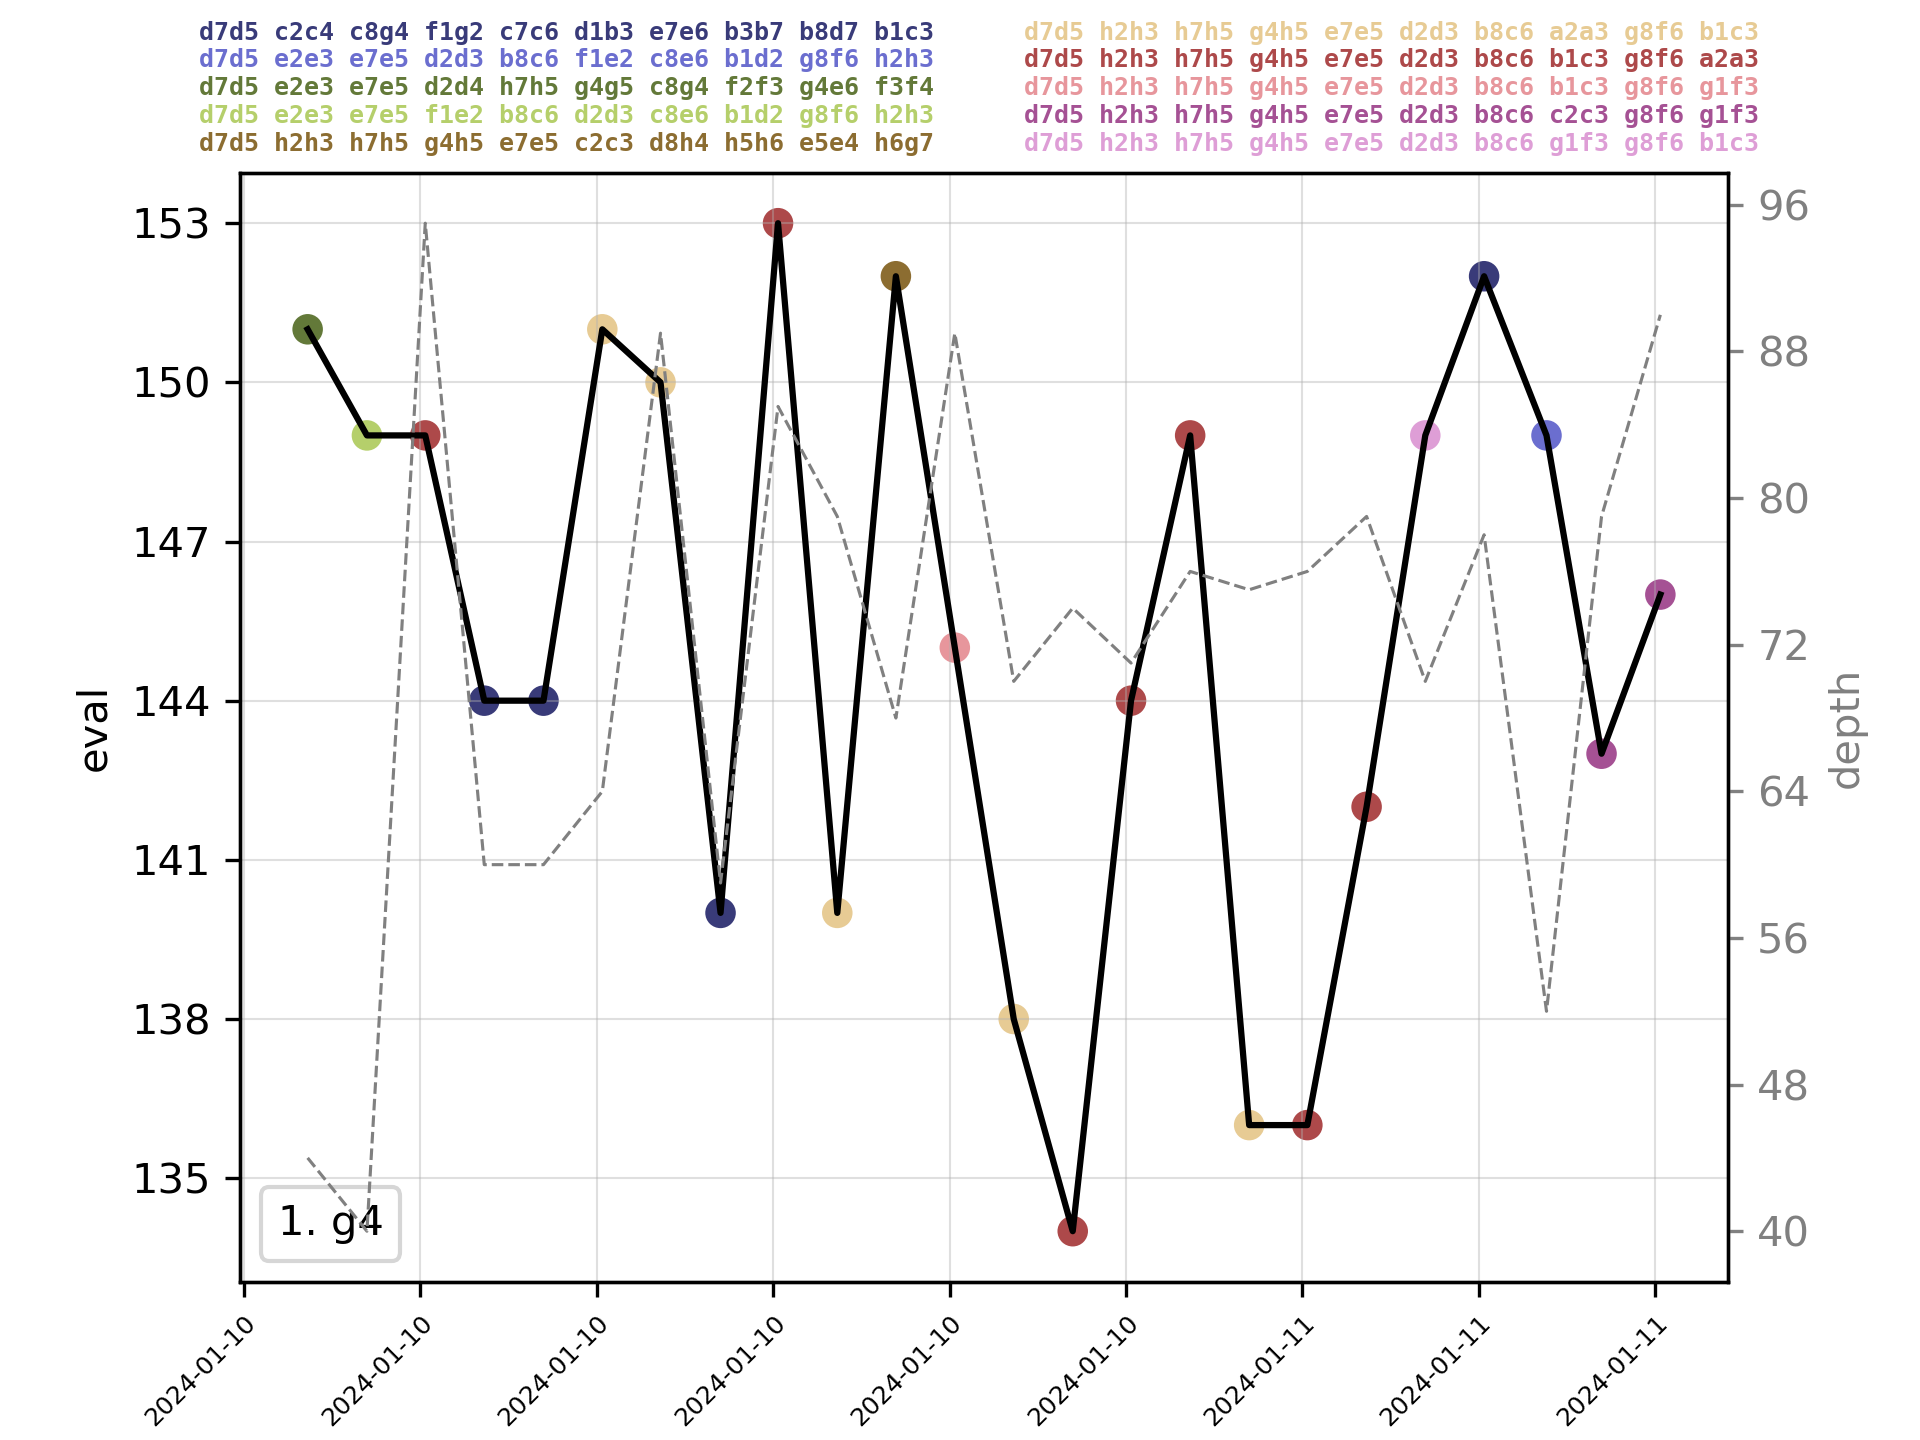 d7d5 c2c4 c8g4 f1g2 c7c6 d1b3 e7e6 b3b7 b8d7 b1c3
d7d5 e2e3 e7e5 d2d3 b8c6 f1e2 c8e6 b1d2 g8f6 h2h3
d7d5 e2e3 e7e5 d2d4 h7h5 g4g5 c8g4 f2f3 g4e6 f3f4
d7d5 e2e3 e7e5 f1e2 b8c6 d2d3 c8e6 b1d2 g8f6 h2h3
d7d5 h2h3 h7h5 g4h5 e7e5 c2c3 d8h4 h5h6 e5e4 h6g7
d7d5 h2h3 h7h5 g4h5 e7e5 d2d3 b8c6 a2a3 g8f6 b1c3
d7d5 h2h3 h7h5 g4h5 e7e5 d2d3 b8c6 b1c3 g8f6 a2a3
d7d5 h2h3 h7h5 g4h5 e7e5 d2d3 b8c6 b1c3 g8f6 g1f3
d7d5 h2h3 h7h5 g4h5 e7e5 d2d3 b8c6 c2c3 g8f6 g1f3
d7d5 h2h3 h7h5 g4h5 e7e5 d2d3 b8c6 g1f3 g8f6 b1c3
153
150
147
144
141
138
135
eval
96
88
80
72
64
56
48
40
depth
1. g4
2024-01-10
2024-01-10
2024-01-10
2024-01-10
2024-01-10
2024-01-10
2024-01-11
2024-01-11
2024-01-11